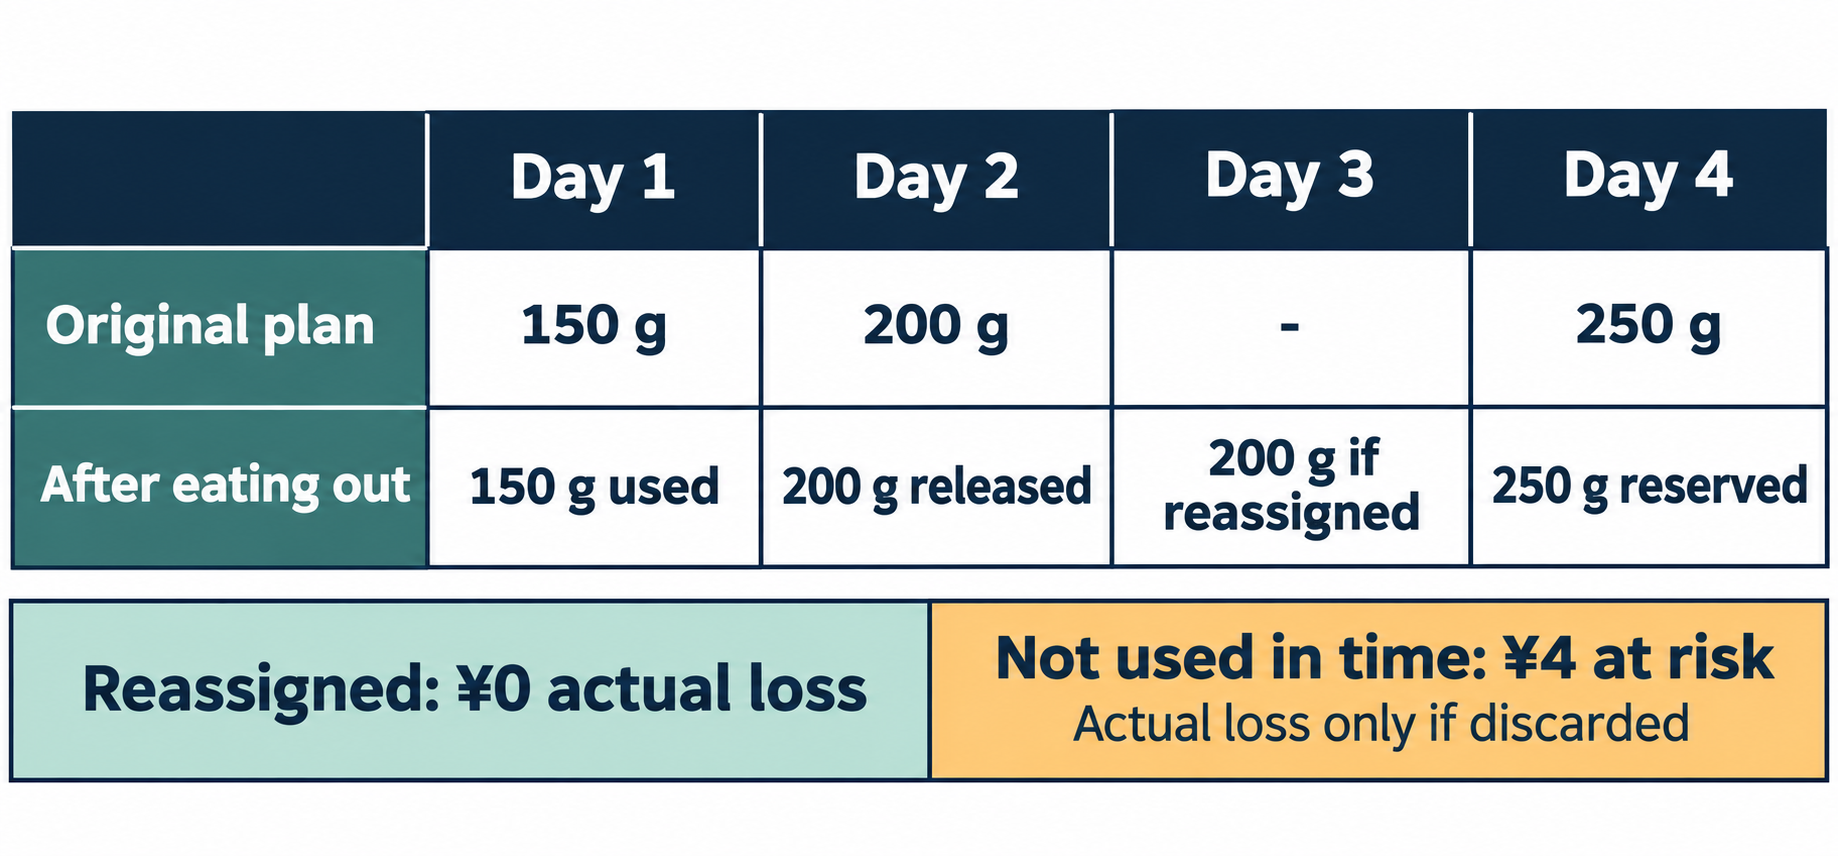 Day 1 Day 2 Day 3 Day 4
Original plan 150 g 200 g - 250 g
After eating out 150 g used 200 g released 200 g if reassigned 250 g reserved
Reassigned: ¥0 actual loss
Not used in time: ¥4 at risk
Actual loss only if discarded